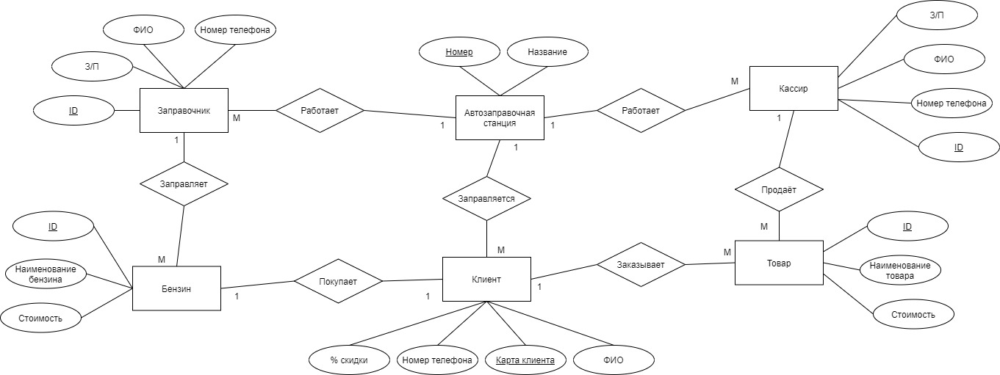 З/П
ФИО
Номер телефона
Номер
Название
З/П
ФИО
М
Кассир
Заправочник
Работает
Автозаправочная
станция
Работает
Номер телефона
ID
М
1
1
1
1
1
ID
Заправляет
Заправляется
Продаёт
ID
М
ID
Наименование
бензина
М
М
М
Товар
Наименование
товара
Бензин
Покупает
Клиент
Заказывает
1
1
1
Стоимость
Стоимость
% скидки
Номер телефона
Карта клиента
ФИО